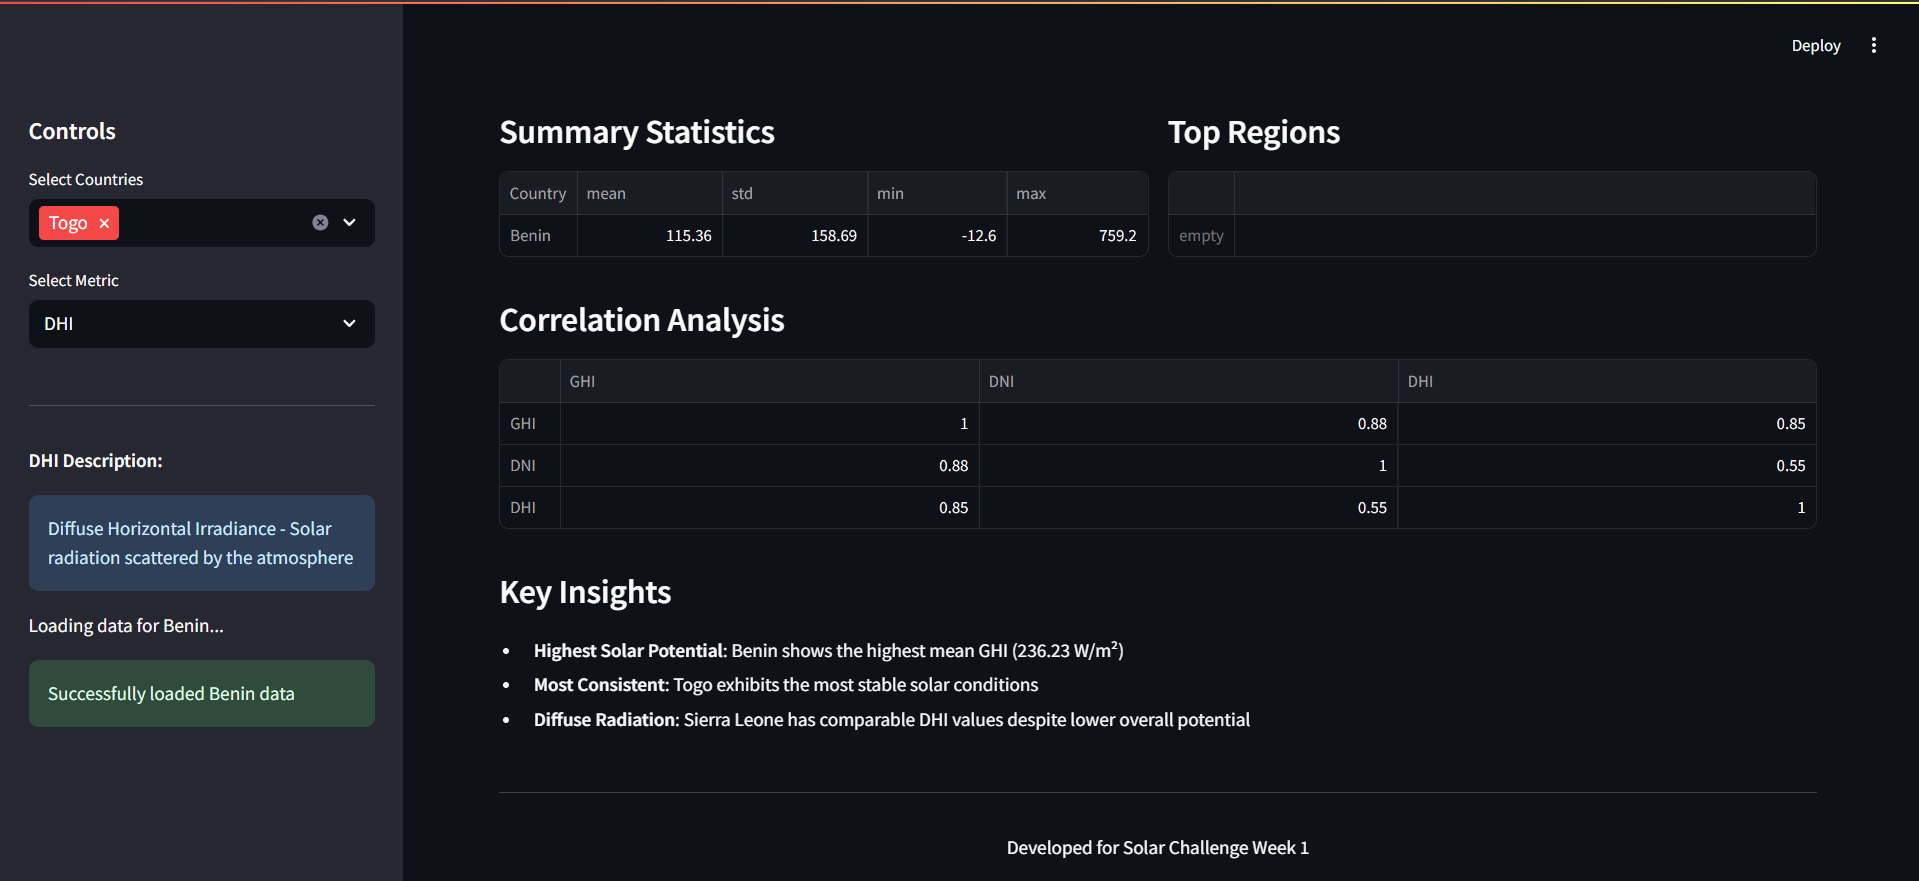 Deploy
Controls
Select Countries
Togo
Select Metric
DHI
DHI Description:
Diffuse Horizontal Irradiance - Solar
radiation scattered by the atmosphere
Loading data for Benin...
Successfully loaded Benin data
Summary Statistics
Country mean std min max
Benin 115.36 158.69 -12.6 759.2
Top Regions
empty
Correlation Analysis
GHI DNI DHI
GHI 1 0.88 0.85
DNI 0.88 1 0.55
DHI 0.85 0.55 1
Key Insights
• Highest Solar Potential: Benin shows the highest mean GHI (236.23 W/m²)
• Most Consistent: Togo exhibits the most stable solar conditions
• Diffuse Radiation: Sierra Leone has comparable DHI values despite lower overall potential
Developed for Solar Challenge Week 1